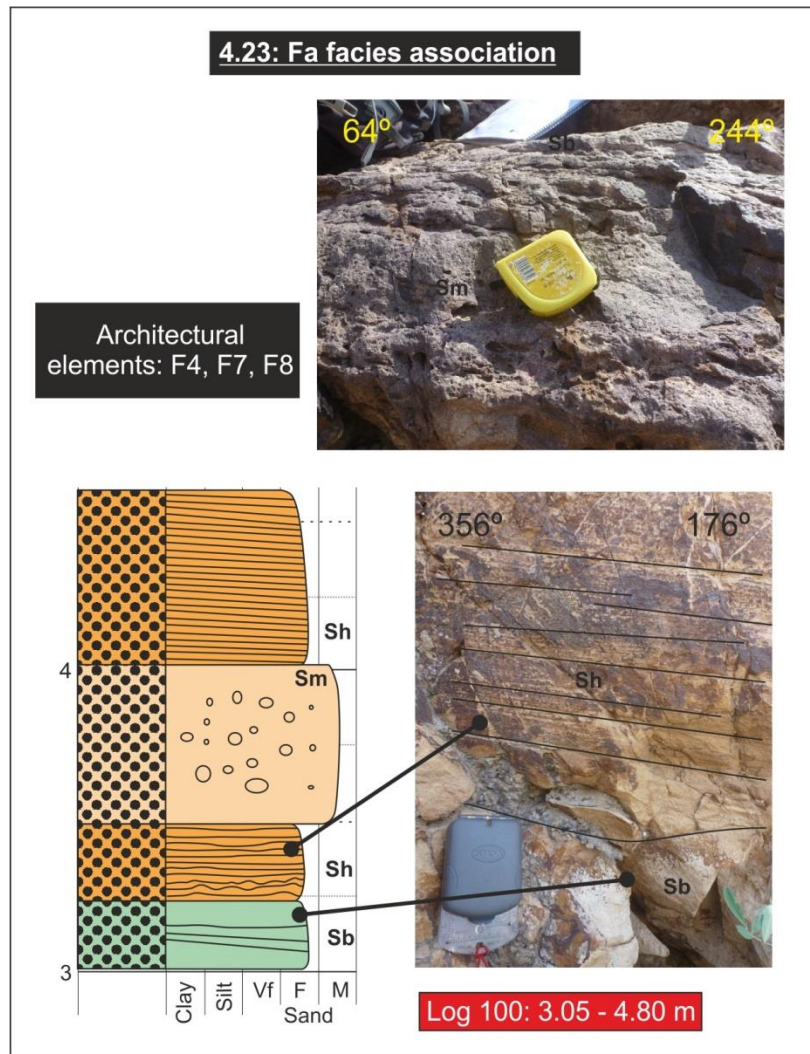 4.23: Fa facies association
64º
244º
Sb
Sm
Architectural
elements: F4, F7, F8
356º
176º
Sh
Sm
4
Sh
Sh
Sb
Sb
3
Clay
Silt
Vf
F
M
Sand
Log 100: 3.05 - 4.80 m